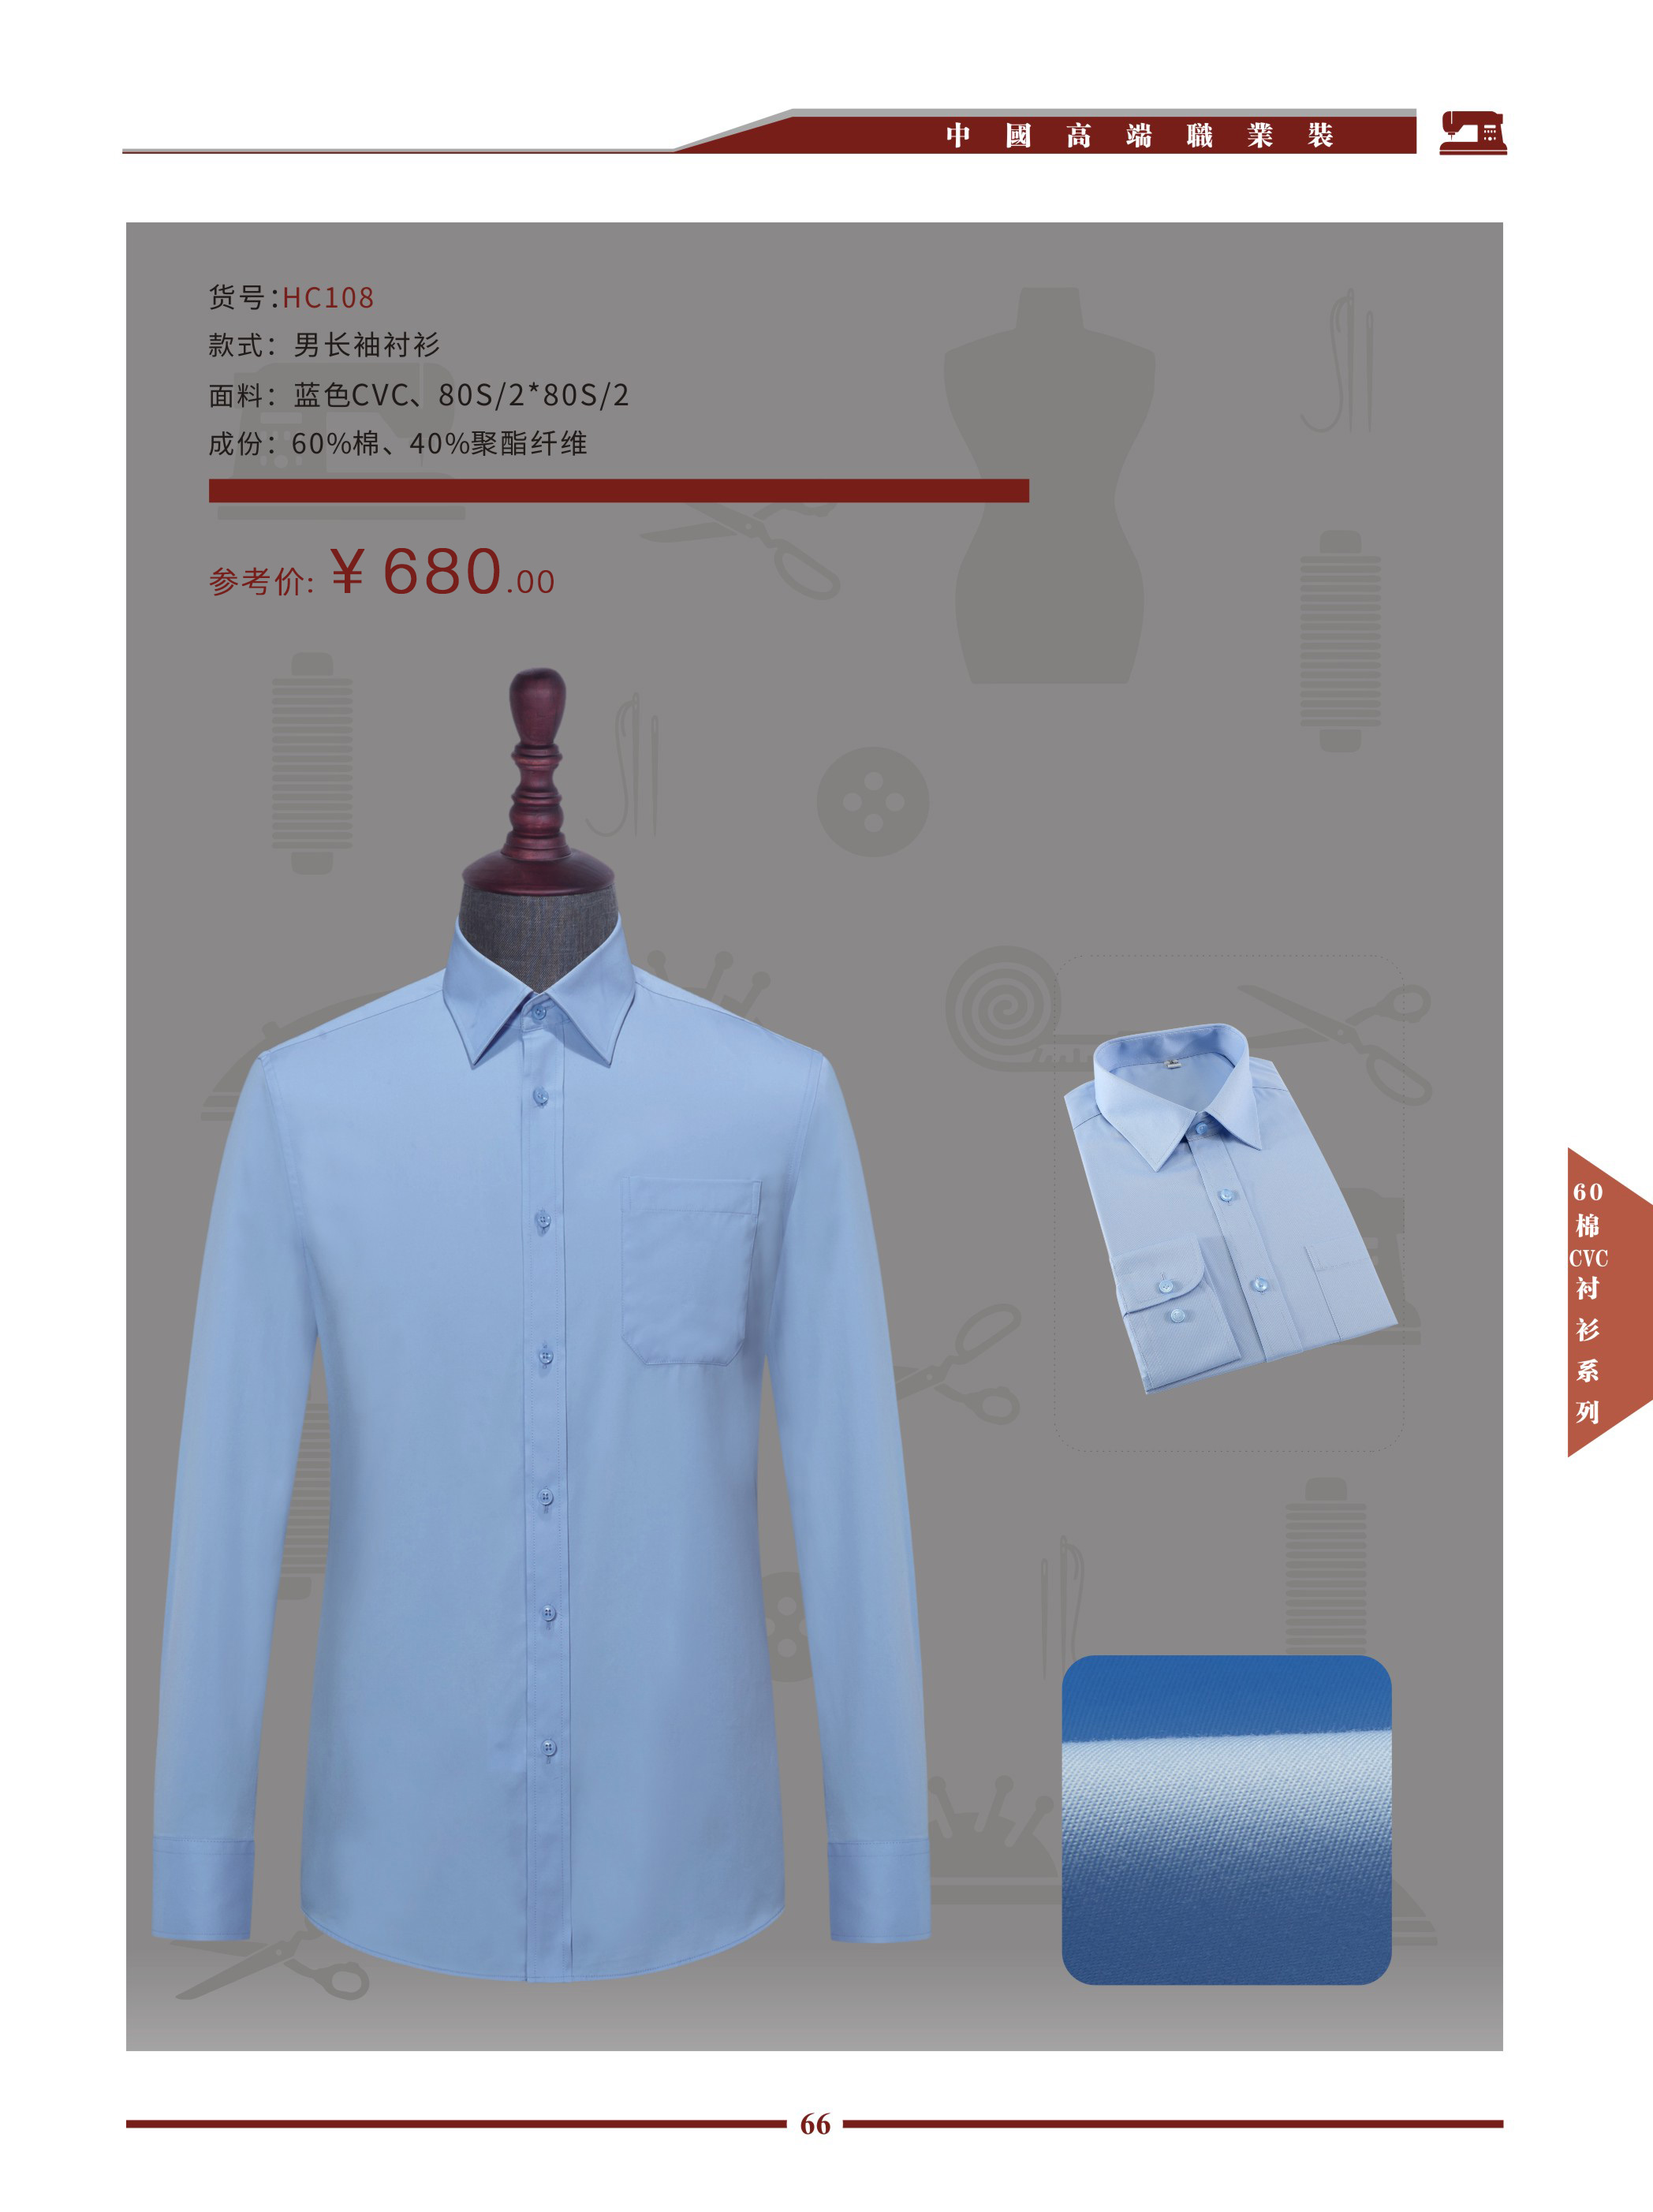 中國高端職業裝
货号:HC108
款式：男长袖衬衫
面料：蓝色CVC、80S/2*80S/2
成份：60%棉、40%聚酯纤维
参考价: ¥ 680.00
60
棉
CVC
衬
衫
系
列
66